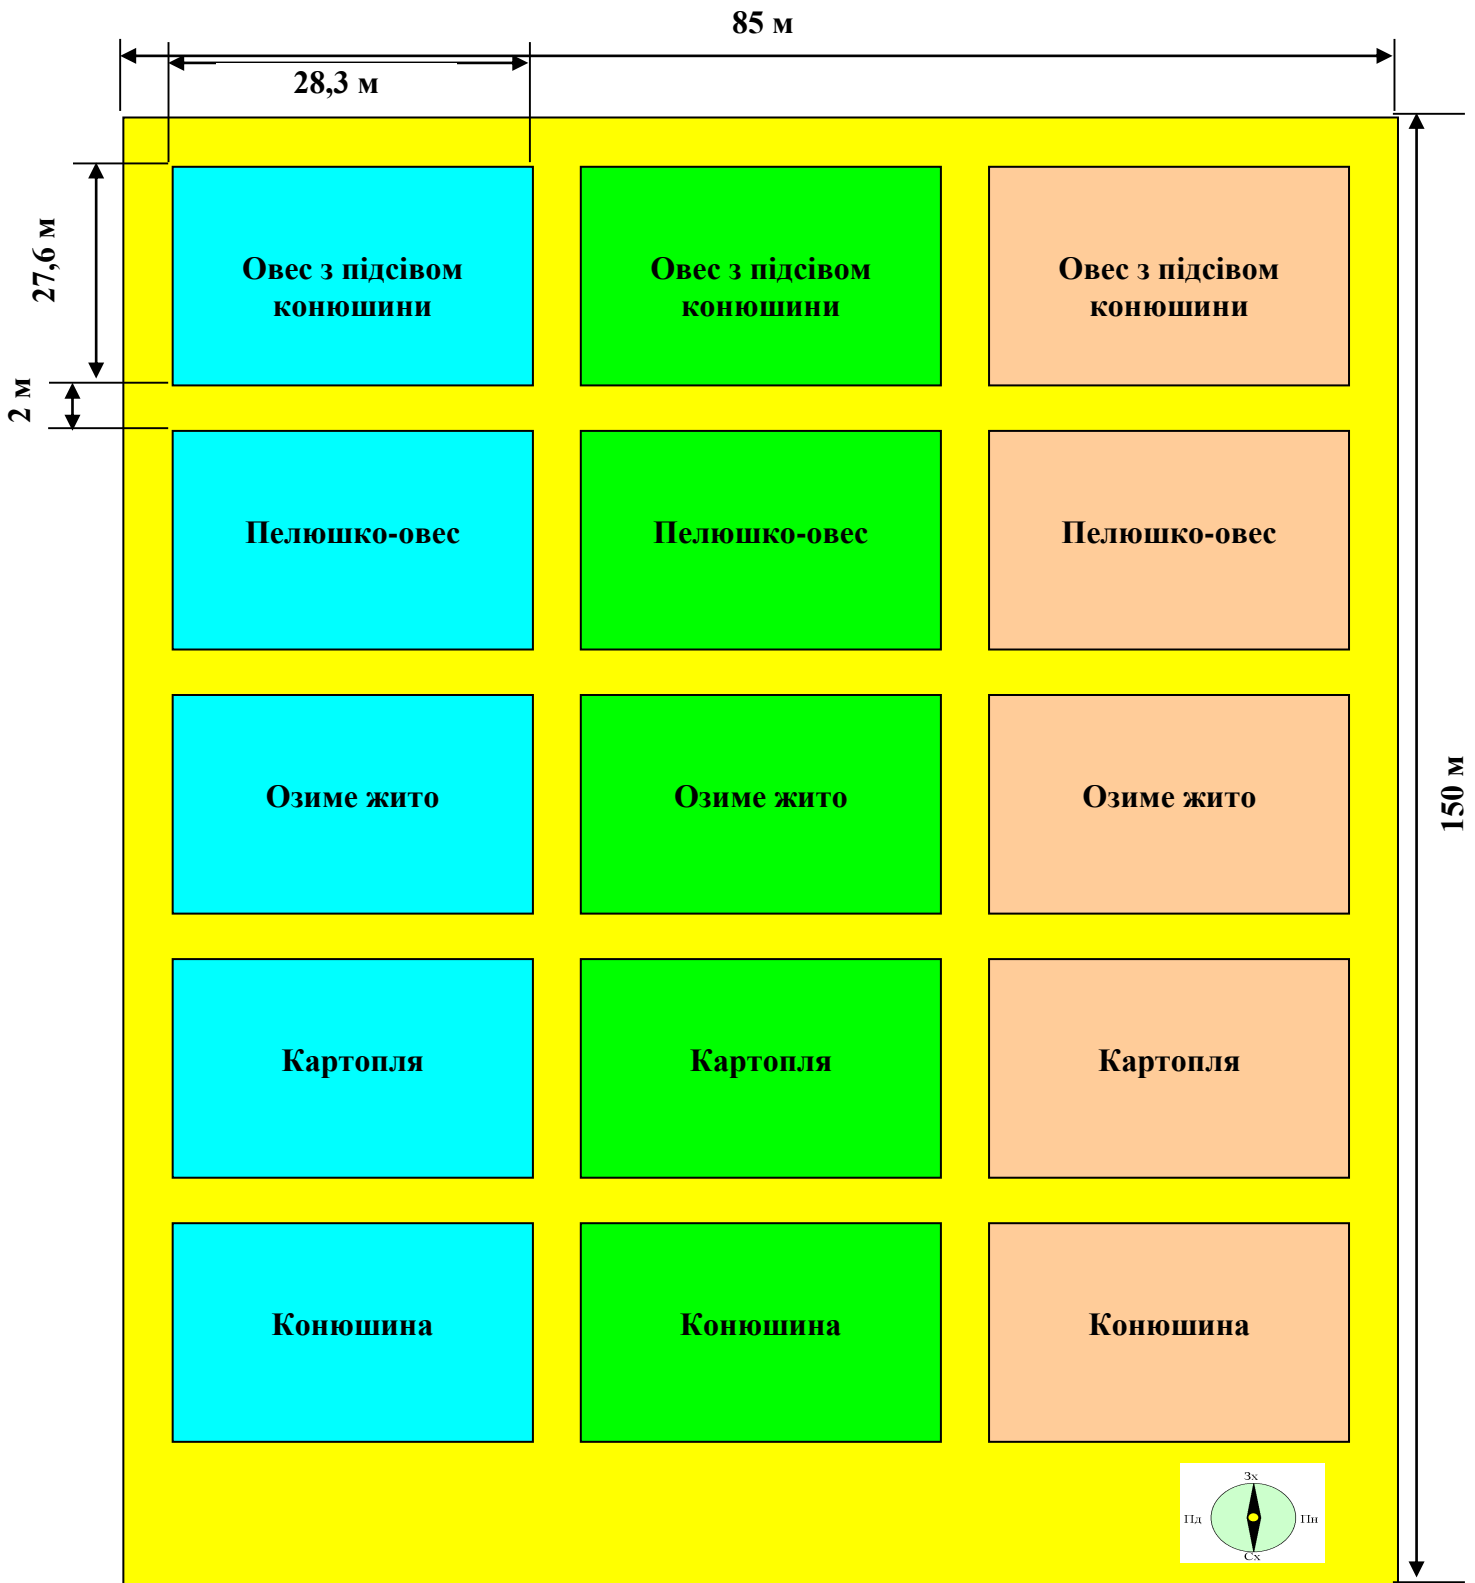 85 м
28,3 м
27,6 м
Овес з підсівом
конюшини
Овес з підсівом
конюшини
Овес з підсівом
конюшини
2 м
Пелюшко-овес
Пелюшко-овес
Пелюшко-овес
Озиме жито
Озиме жито
Озиме жито
150 м
Картопля
Картопля
Картопля
Конюшина
Конюшина
Конюшина
Зх
Пд
Пн
Сх